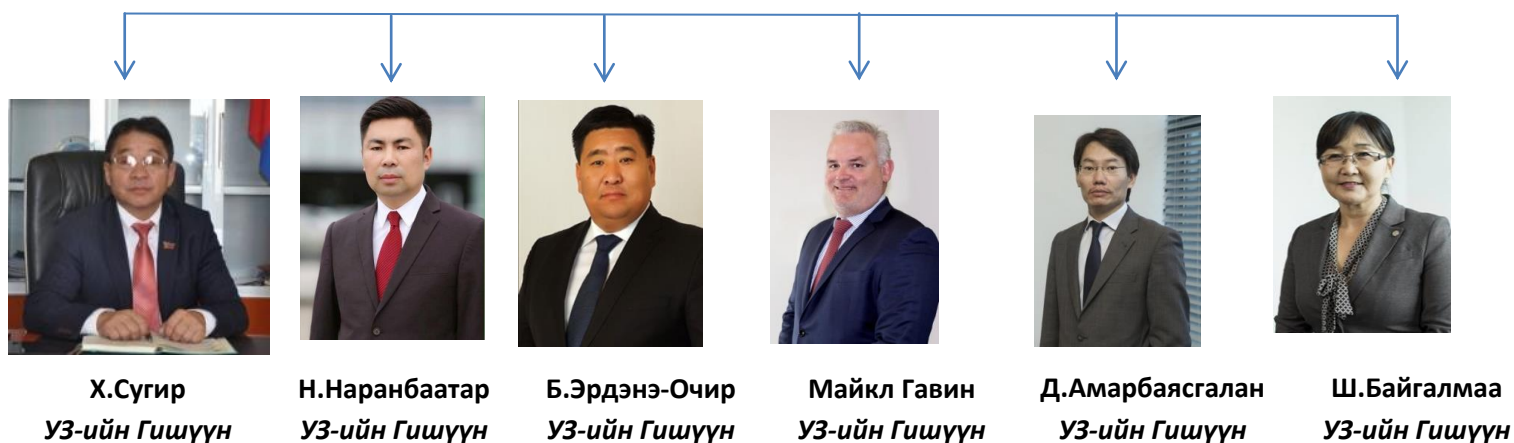 Х.Сугир
Н.Наранбаатар
Б.Эрдэнэ-Очир
Майкл Гавин
Д.Амарбаясгалан
Ш.Байгалмаа
УЗ-ийн Гишүүн
УЗ-ийн Гишүүн
УЗ-ийн Гишүүн
УЗ-ийн Гишүүн
УЗ-ийн Гишүүн
УЗ-ийн Гишүүн